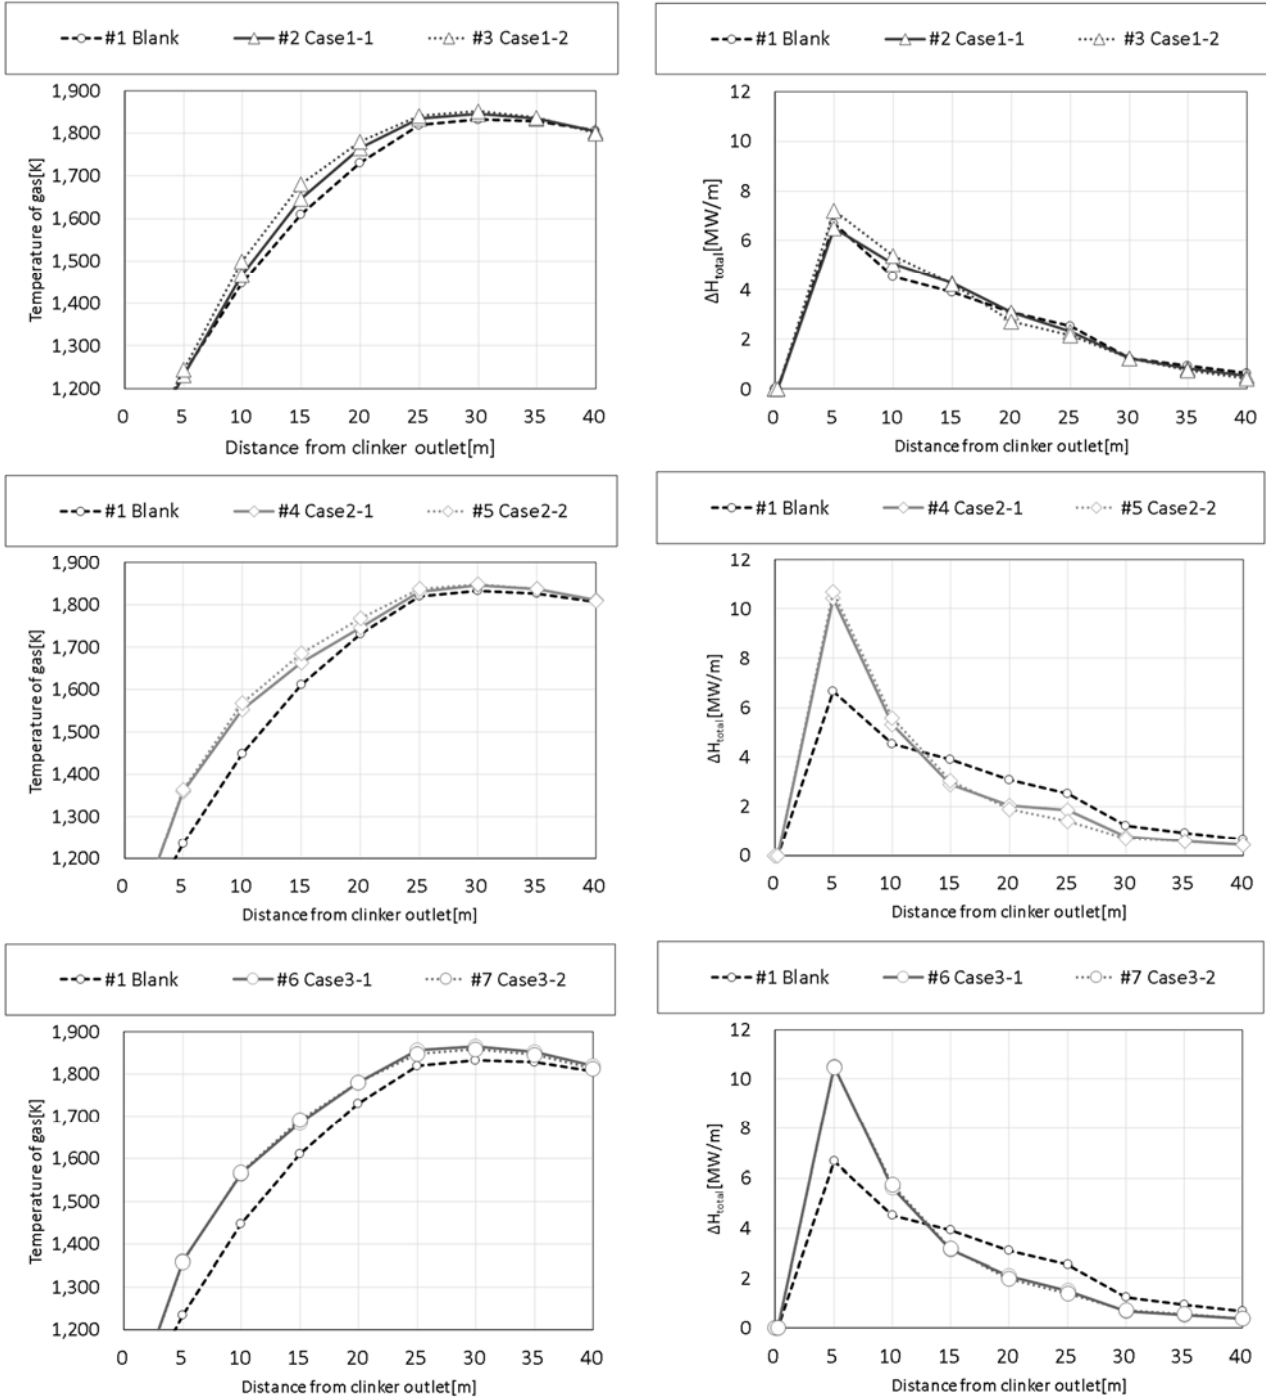 #1 Blank #2 Case1-1 #3 Case1-2
1,900
1,800
1,700
1,600
1,500
1,400
1,300
1,200
Temperature of gas[K]
0 5 10 15 20 25 30 35 40
Distance from clinker outlet[m]
#1 Blank #2 Case1-1 #3 Case1-2
12
10
8
6
4
2
0
ΔHtotal[MW/m]
0 5 10 15 20 25 30 35 40
Distance from clinker outlet[m]
#1 Blank #4 Case2-1 #5 Case2-2
1,900
1,800
1,700
1,600
1,500
1,400
1,300
1,200
Temperature of gas[K]
0 5 10 15 20 25 30 35 40
Distance from clinker outlet[m]
#1 Blank #4 Case2-1 #5 Case2-2
12
10
8
6
4
2
0
ΔHtotal[MW/m]
0 5 10 15 20 25 30 35 40
Distance from clinker outlet[m]
#1 Blank #6 Case3-1 #7 Case3-2
1,900
1,800
1,700
1,600
1,500
1,400
1,300
1,200
Temperature of gas[K]
0 5 10 15 20 25 30 35 40
Distance from clinker outlet[m]
#1 Blank #6 Case3-1 #7 Case3-2
12
10
8
6
4
2
0
ΔHtotal[MW/m]
0 5 10 15 20 25 30 35 40
Distance from clinker outlet[m]